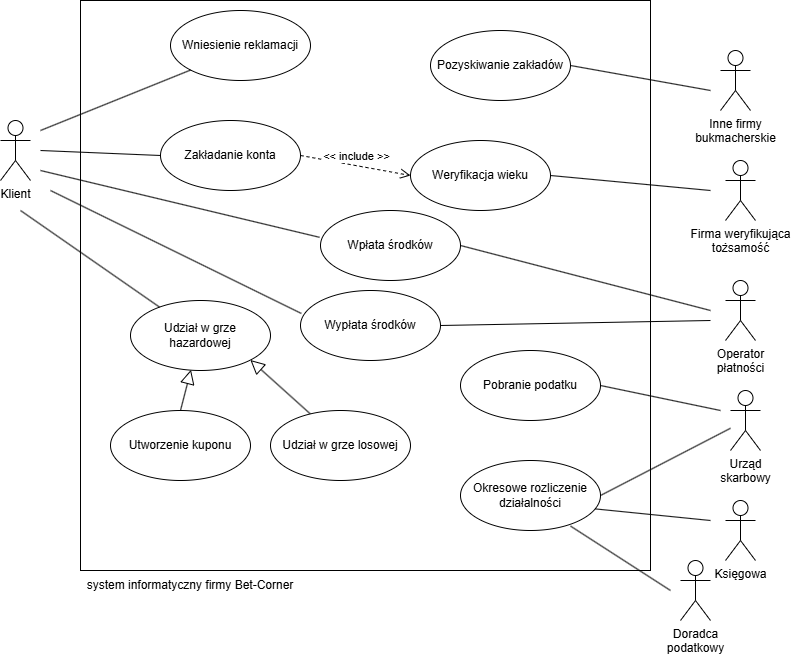 Wniesienie reklamacji
Pozyskiwanie zakładów
Inne firmy
bukmacherskie
Klient
Zakładanie konta
<< include >>
Weryfikacja wieku
Firma weryfikująca
tożsamość
Wpłata środków
Wypłata środków
Operator
płatności
Udział w grze
hazardowej
Pobranie podatku
Utworzenie kuponu
Udział w grze losowej
Urząd
skarbowy
Okresowe rozliczenie
działalności
Księgowa
system informatyczny firmy Bet-Corner
Doradca
podatkowy